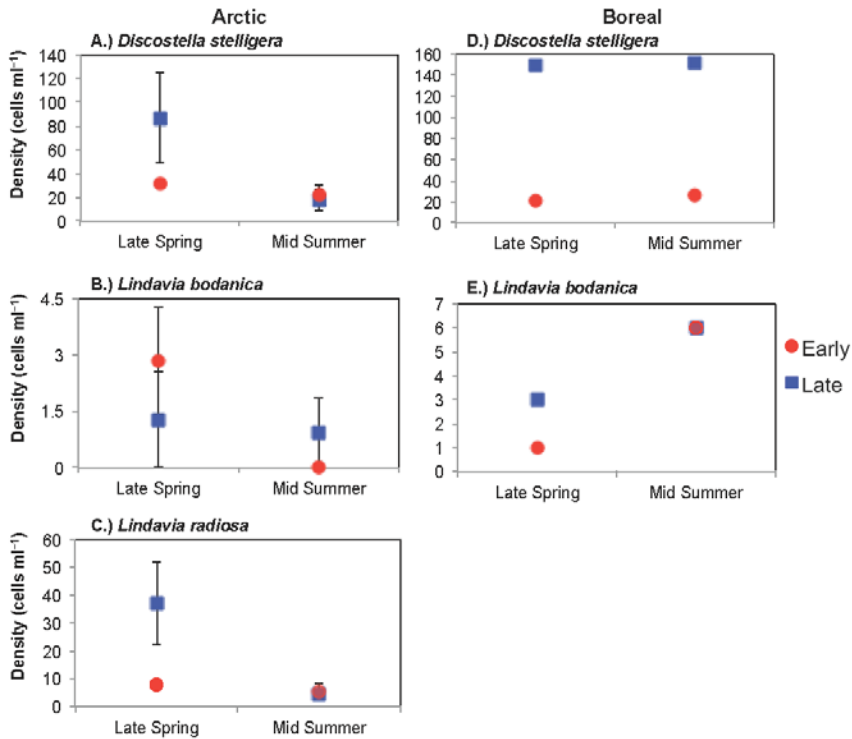 Arctic
Boreal
A.) Discostella stelligera
Density (cells ml⁻¹)
140
120
100
80
60
40
20
0
Late Spring Mid Summer
D.) Discostella stelligera
160
140
120
100
80
60
40
20
0
Late Spring Mid Summer
B.) Lindavia bodanica
Density (cells ml⁻¹)
4.5
3
1.5
0
Late Spring Mid Summer
E.) Lindavia bodanica
7
6
5
4
3
2
1
0
Late Spring Mid Summer
Early
Late
C.) Lindavia radiosa
Density (cells ml⁻¹)
60
50
40
30
20
10
0
Late Spring Mid Summer